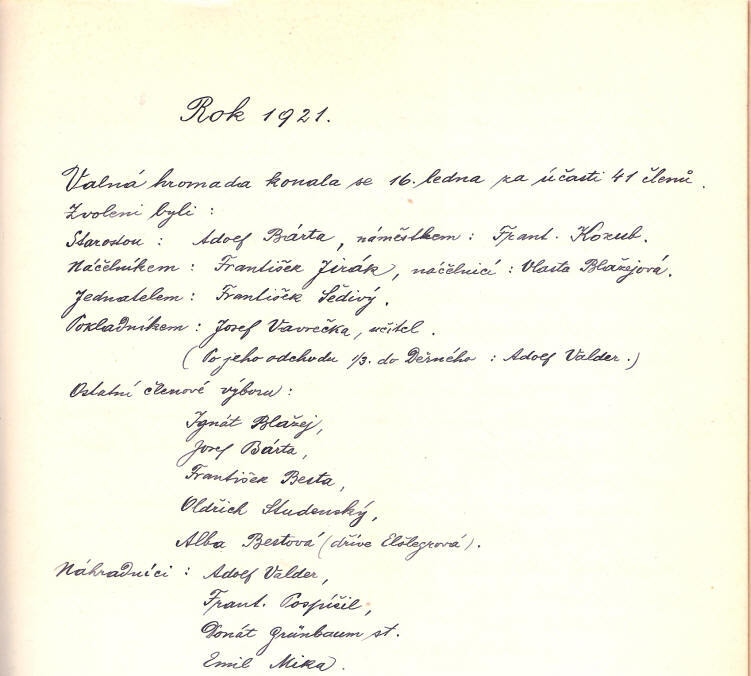 Rok 1921.
Valná hromada konala se 16. ledna za účasti 41 členů.
Zvoleni byli :
Starostou : Adolf Bárta, náměstkem : Frant. Kozub.
Náčelníkem : František Jirák, náčelnicí : Vlasta Blažejová.
Jednatelem : František Šedivý.
Pokladníkem : Josef Vavrečka, učitel.
(Po jeho odchodu 1/3. do Děrného : Adolf Valder.)
Ostatní členové výboru :
Ignát Blažej,
Josef Bárta,
František Besta,
Oldřich Studenský,
Alba Bestová (dříve Elšlegrová).
Náhradníci : Adolf Valder,
Frant. Pospíšil,
Donát Grünbaum st.
Emil Mika.